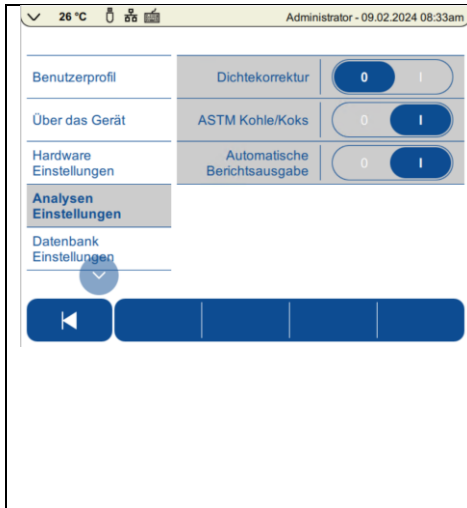 26 °C Administrator - 09.02.2024 08:33am
Benutzerprofil
Dichtekorrektur 0 I
Über das Gerät
ASTM Kohle/Koks 0 I
Hardware
Einstellungen
Automatische
Berichtsausgabe 0 I
Analysen
Einstellungen
Datenbank
Einstellungen